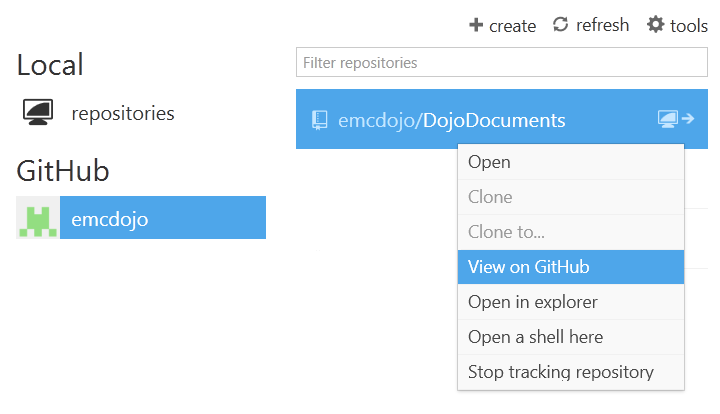 create
refresh
tools
Local
repositories
GitHub
emcdojo
Filter repositories
emcdojo/DojoDocuments
Open
Clone
Clone to...
View on GitHub
Open in explorer
Open a shell here
Stop tracking repository